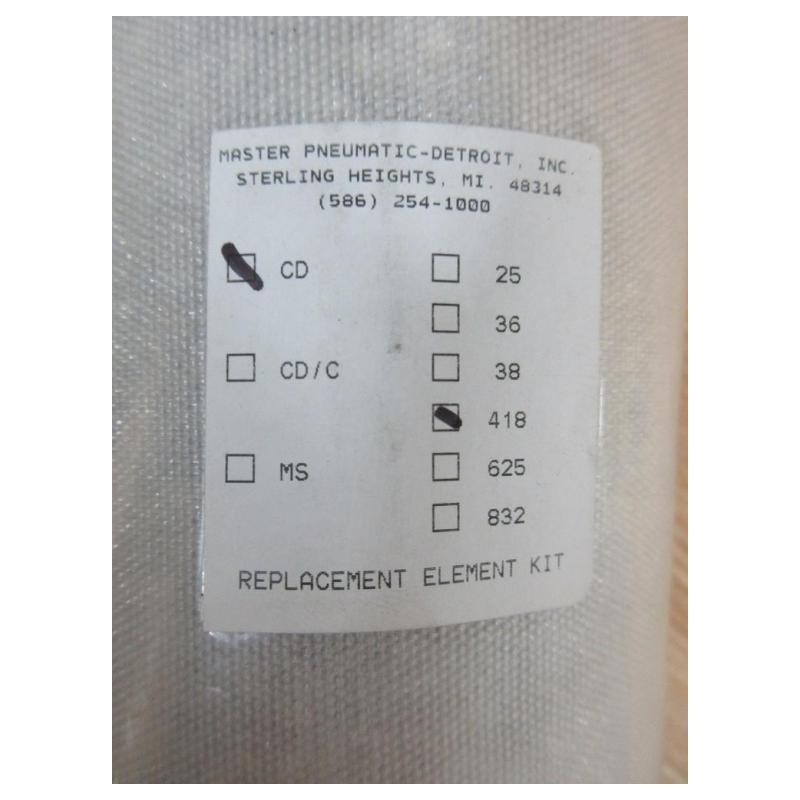 MASTER PNEUMATIC-DETROIT, INC.
STERLING HEIGHTS, MI. 48314
(586) 254-1000
CD 25
36
CD/C 38
418
MS 625
832
REPLACEMENT ELEMENT KIT